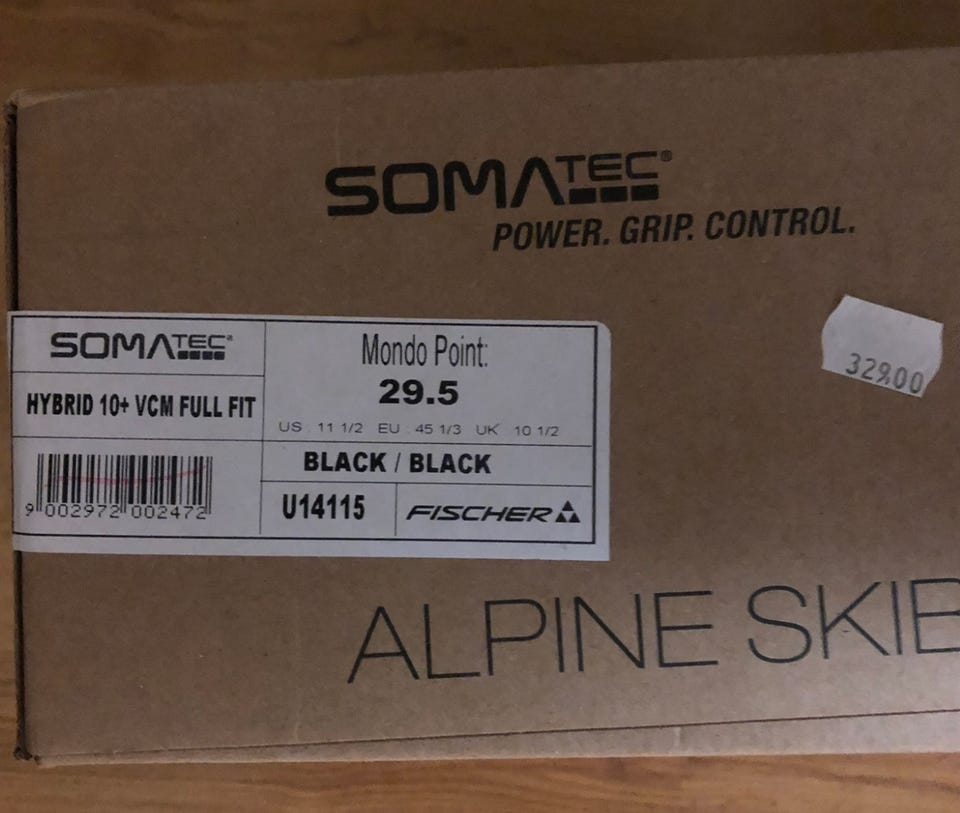 SOMATEC®
POWER. GRIP. CONTROL.
329.00
SOMATEC®
HYBRID 10+ VCM FULL FIT
9 002972 002472
Mondo Point:
29.5
US 11 1/2 EU 45 1/3 UK 10 1/2
BLACK / BLACK
U14115
FISCHER
ALPINE SKIB